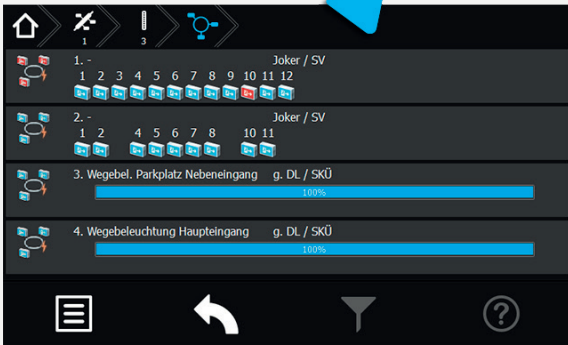 1 3
1. - Joker / SV
1 2 3 4 5 6 7 8 9 10 11 12
2. - Joker / SV
1 2 4 5 6 7 8 10 11
3. Wegebel. Parkplatz Nebeneingang g. DL / SKÜ
100%
4. Wegebeleuchtung Haupteingang g. DL / SKÜ
100%
?